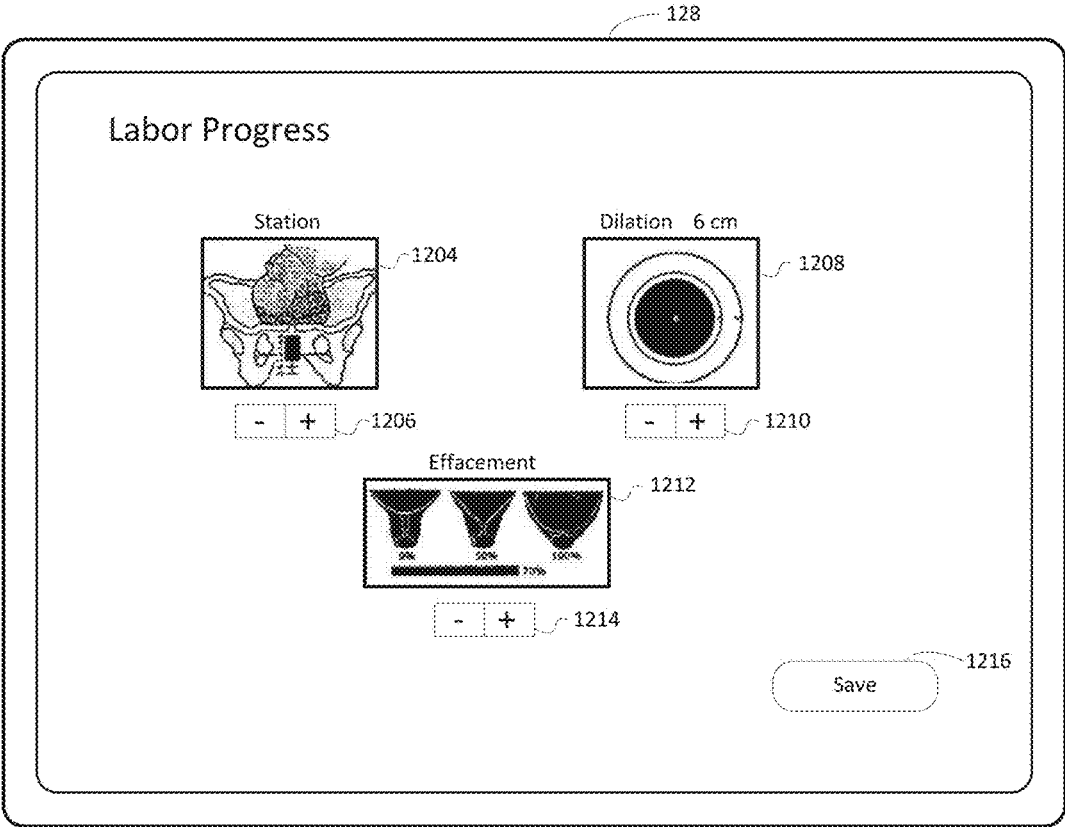 128
Labor Progress
Station
Dilation 6 cm
1204
1208
- +
1206
- +
1210
Effacement
1212
0% 50% 100%
70%
- +
1214
1216
Save